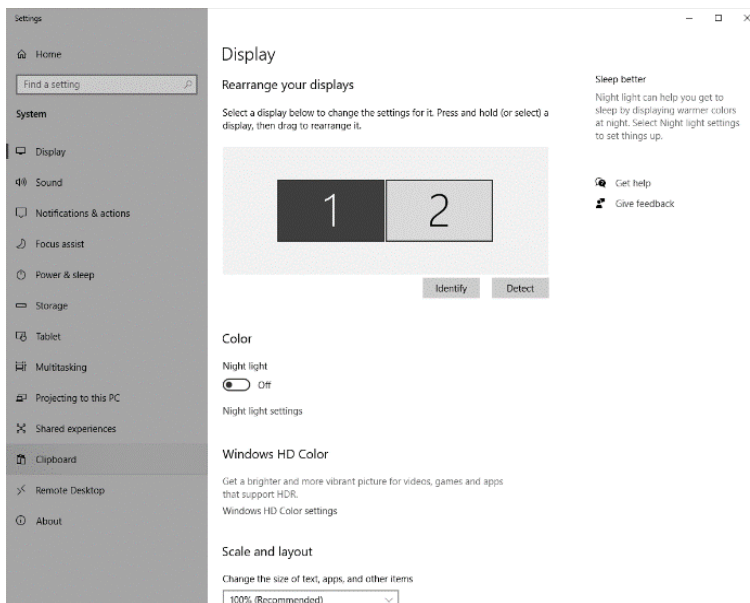 Settings
Home
Find a setting
System
Display
Sound
Notifications & actions
Focus assist
Power & sleep
Storage
Tablet
Multitasking
Projecting to this PC
Shared experiences
Clipboard
Remote Desktop
About
Display
Rearrange your displays
Select a display below to change the settings for it. Press and hold (or select) a
display, then drag to rearrange it.
1
2
Identify
Detect
Color
Night light
Off
Night light settings
Windows HD Color
Get a brighter and more vibrant picture for videos, games and apps
that support HDR.
Windows HD Color settings
Scale and layout
Change the size of text, apps, and other items
100% (Recommended)
Sleep better
Night light can help you get to
sleep by displaying warmer colors
at night. Select Night light settings
to set things up.
Get help
Give feedback